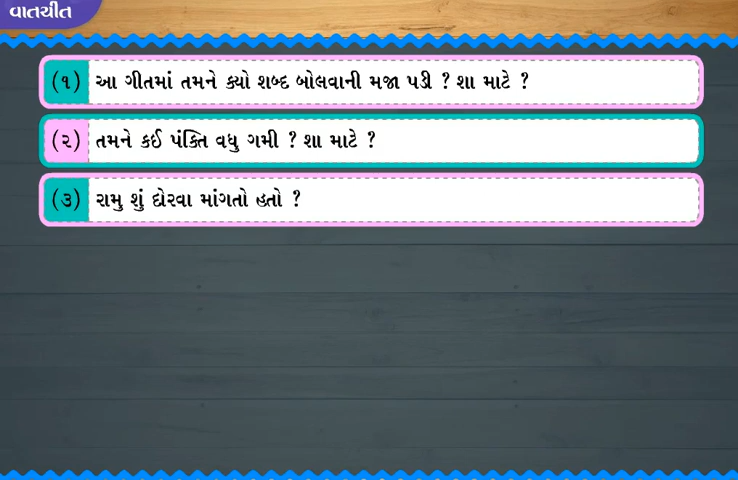 વાતચીત
(૧) આ ગીતમાં તમને ક્યો શબ્દ બોલવાની મજા પડી ? શા માટે ?
(૨) તમને કઈ પંક્તિ વધુ ગમી ? શા માટે ?
(૩) રામુ શું દોરવા માંગતો હતો ?